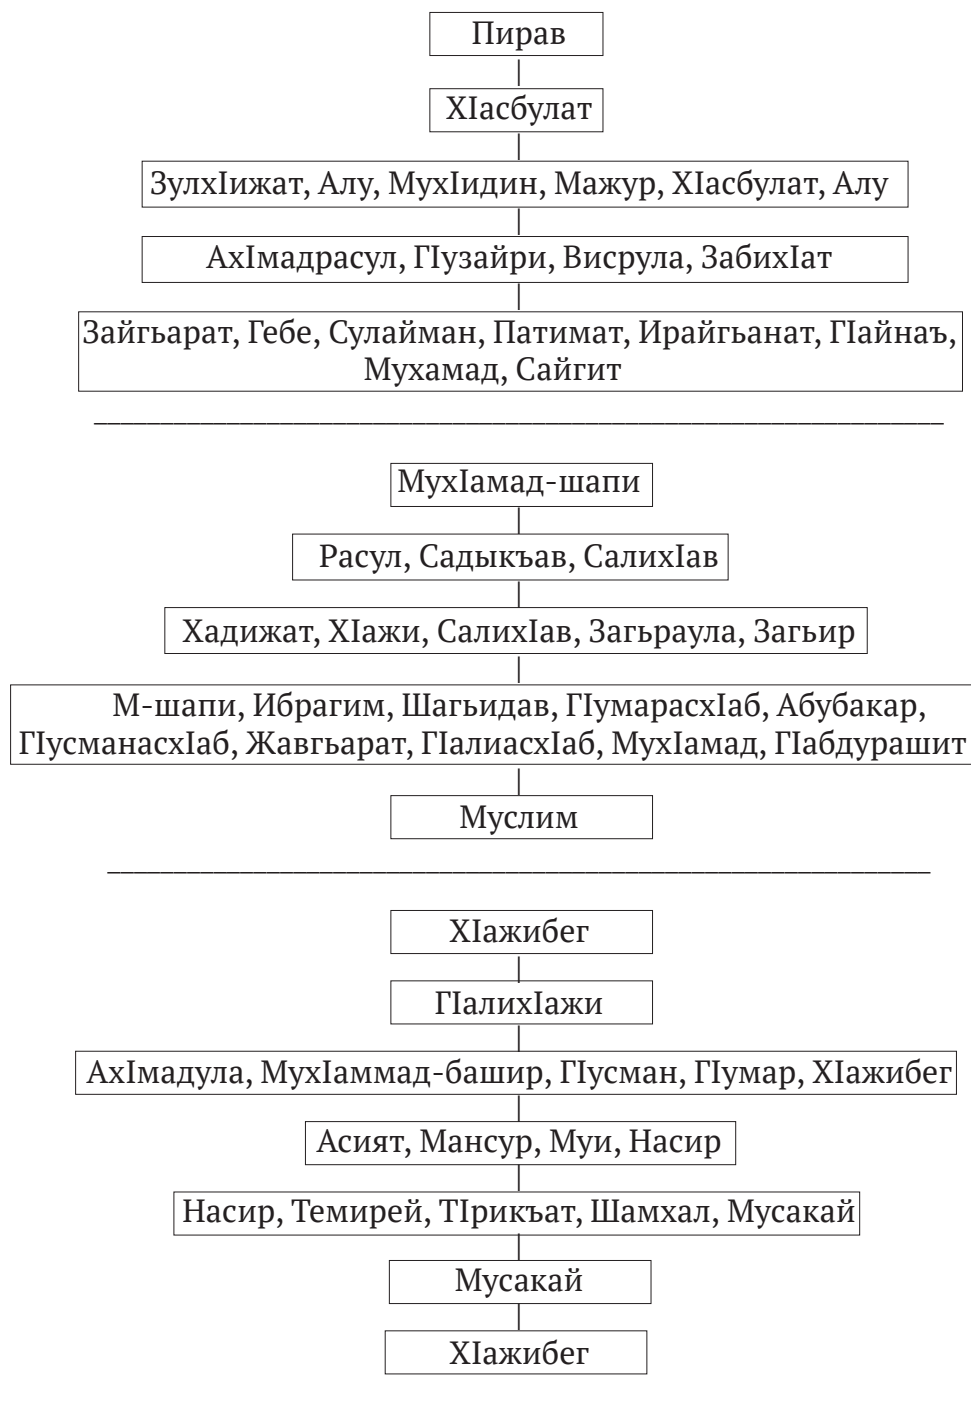 Пирав
ХIасбулат
ЗулхIижат, Алу, МухIидин, Мажур, ХIасбулат, Алу
АхIмадрасул, ГIузайри, Висрула, ЗабихIат
Зайгьарат, Гебе, Сулайман, Патимат, Ирайгьанат, ГIайнаъ,
Мухамад, Сайгит
МухIамад-шапи
Расул, Садыкъав, СалихIав
Хадижат, ХIажи, СалихIав, Загьраула, Загьир
М-шапи, Ибрагим, Шагьидав, ГIумарасхIаб, Абубакар,
ГIусманасхIаб, Жавгьарат, ГIалиасхIаб, МухIамад, ГIабдурашит
Муслим
ХIажибег
ГIалихIажи
АхIмадула, МухIаммад-башир, ГIусман, ГIумар, ХIажибег
Асият, Мансур, Муи, Насир
Насир, Темирей, ТIрикъат, Шамхал, Мусакай
Мусакай
ХIажибег